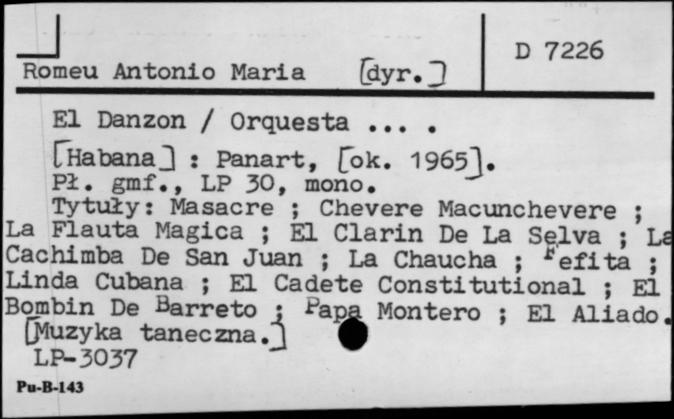 D 7226
Romeu Antonio Maria [dyr.]
El Danzon / Orquesta ... .
[Habana] : Panart, [ok. 1965].
Pł. gmf., LP 30, mono.
Tytuły: Masacre ; Chevere Macunchevere ;
La Flauta Magica ; El Clarin De La Selva ; La
Cachimba De San Juan ; La Chaucha ; Fefita ;
Linda Cubana ; El Cadete Constitutional ; El
Bombin De Barreto ; Papa Montero ; El Aliado.
[Muzyka taneczna.]
LP-3037
Pu-B-143